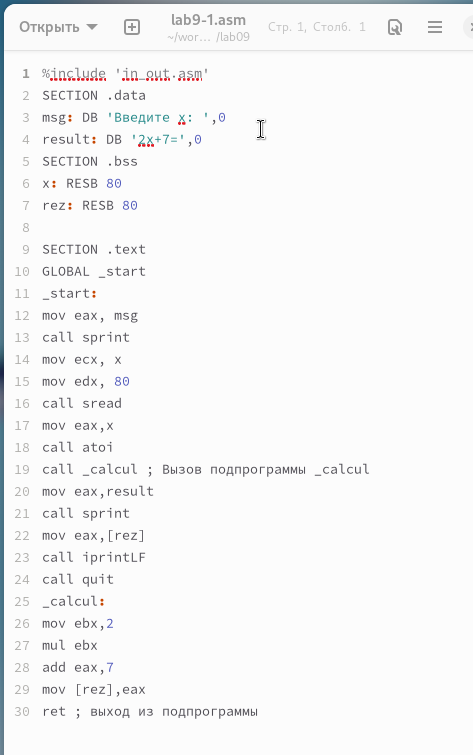 Открыть lab9-1.asm Стр. 1, Столб. 1
~/wor… /lab09
1 %include 'in_out.asm'
2 SECTION .data
3 msg: DB 'Введите x: ',0
4 result: DB '2x+7=',0
5 SECTION .bss
6 x: RESB 80
7 rez: RESB 80
8
9 SECTION .text
10 GLOBAL _start
11 _start:
12 mov eax, msg
13 call sprint
14 mov ecx, x
15 mov edx, 80
16 call sread
17 mov eax,x
18 call atoi
19 call _calcul ; Вызов подпрограммы _calcul
20 mov eax,result
21 call sprint
22 mov eax,[rez]
23 call iprintLF
24 call quit
25 _calcul:
26 mov ebx,2
27 mul ebx
28 add eax,7
29 mov [rez],eax
30 ret ; выход из подпрограммы